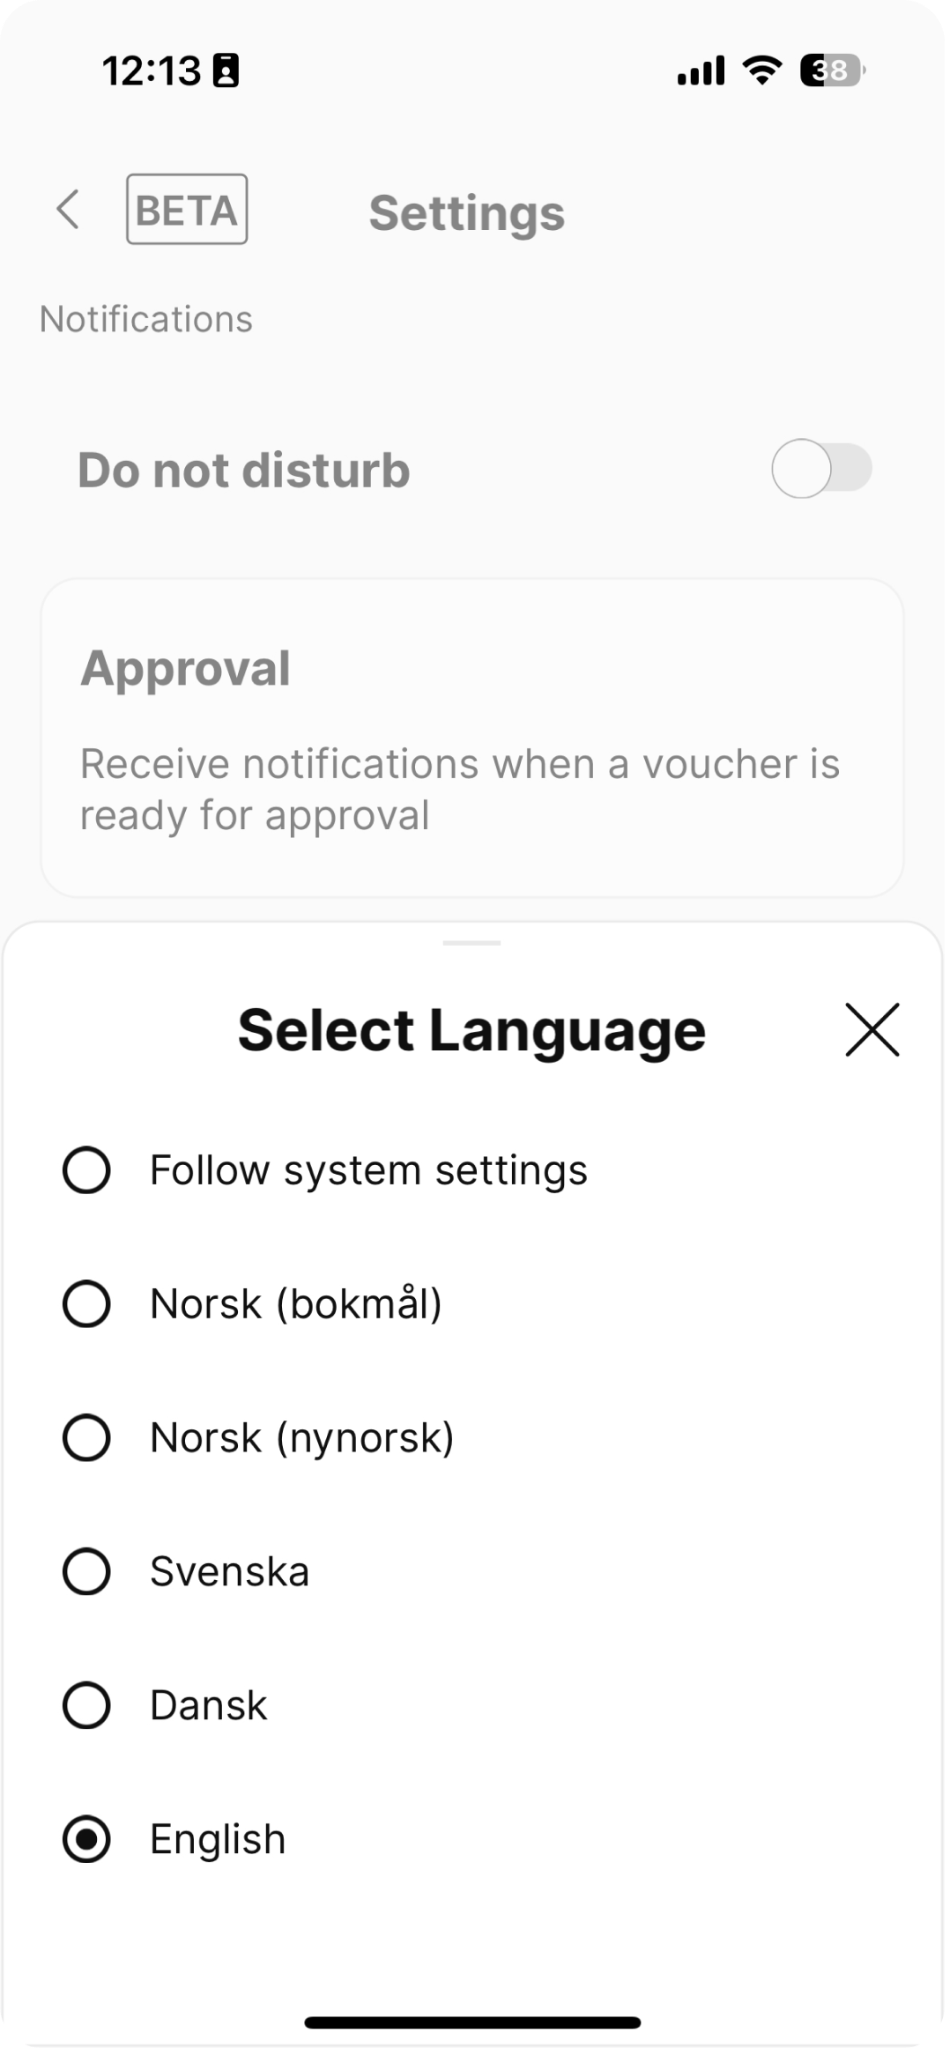 12:13
38
BETA
Settings
Notifications
Do not disturb
Approval
Receive notifications when a voucher is
ready for approval
Select Language
Follow system settings
Norsk (bokmål)
Norsk (nynorsk)
Svenska
Dansk
English